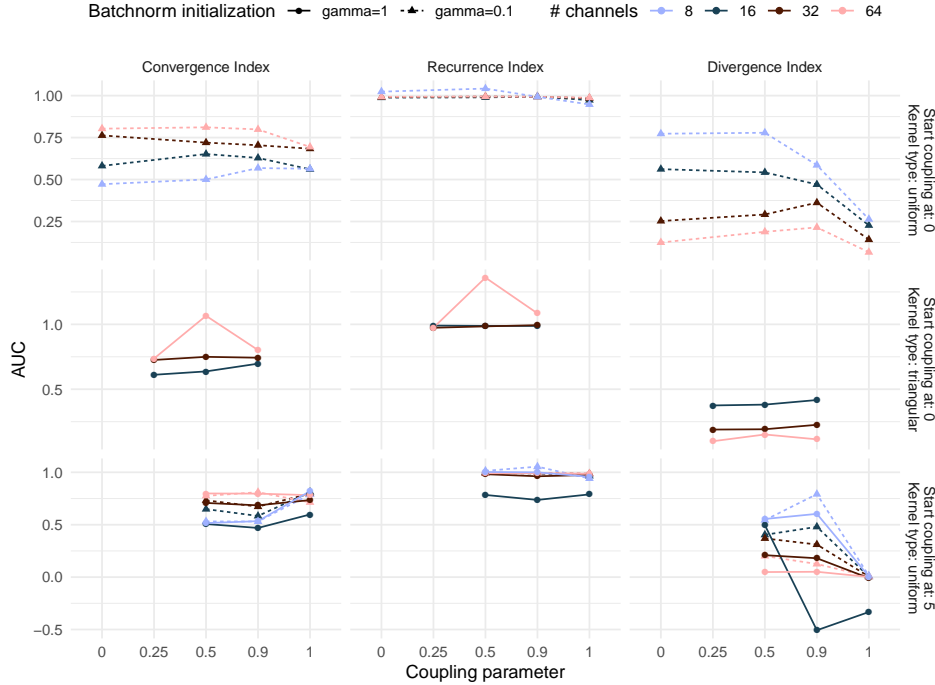 Batchnorm initialization gamma=1 gamma=0.1 # channels 8 16 32 64
Convergence Index Recurrence Index Divergence Index
AUC
1.00
0.75
0.50
0.25
Start coupling at: 0
Kernel type: uniform
1.0
0.5
Start coupling at: 0
Kernel type: triangular
1.0
0.5
0.0
−0.5
Start coupling at: 5
Kernel type: uniform
0 0.25 0.5 0.9 1 0 0.25 0.5 0.9 1 0 0.25 0.5 0.9 1
Coupling parameter